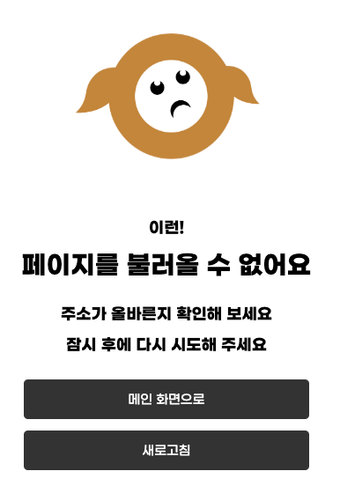 이런!
페이지를 불러올 수 없어요
주소가 올바른지 확인해 보세요
잠시 후에 다시 시도해 주세요
메인 화면으로
새로고침